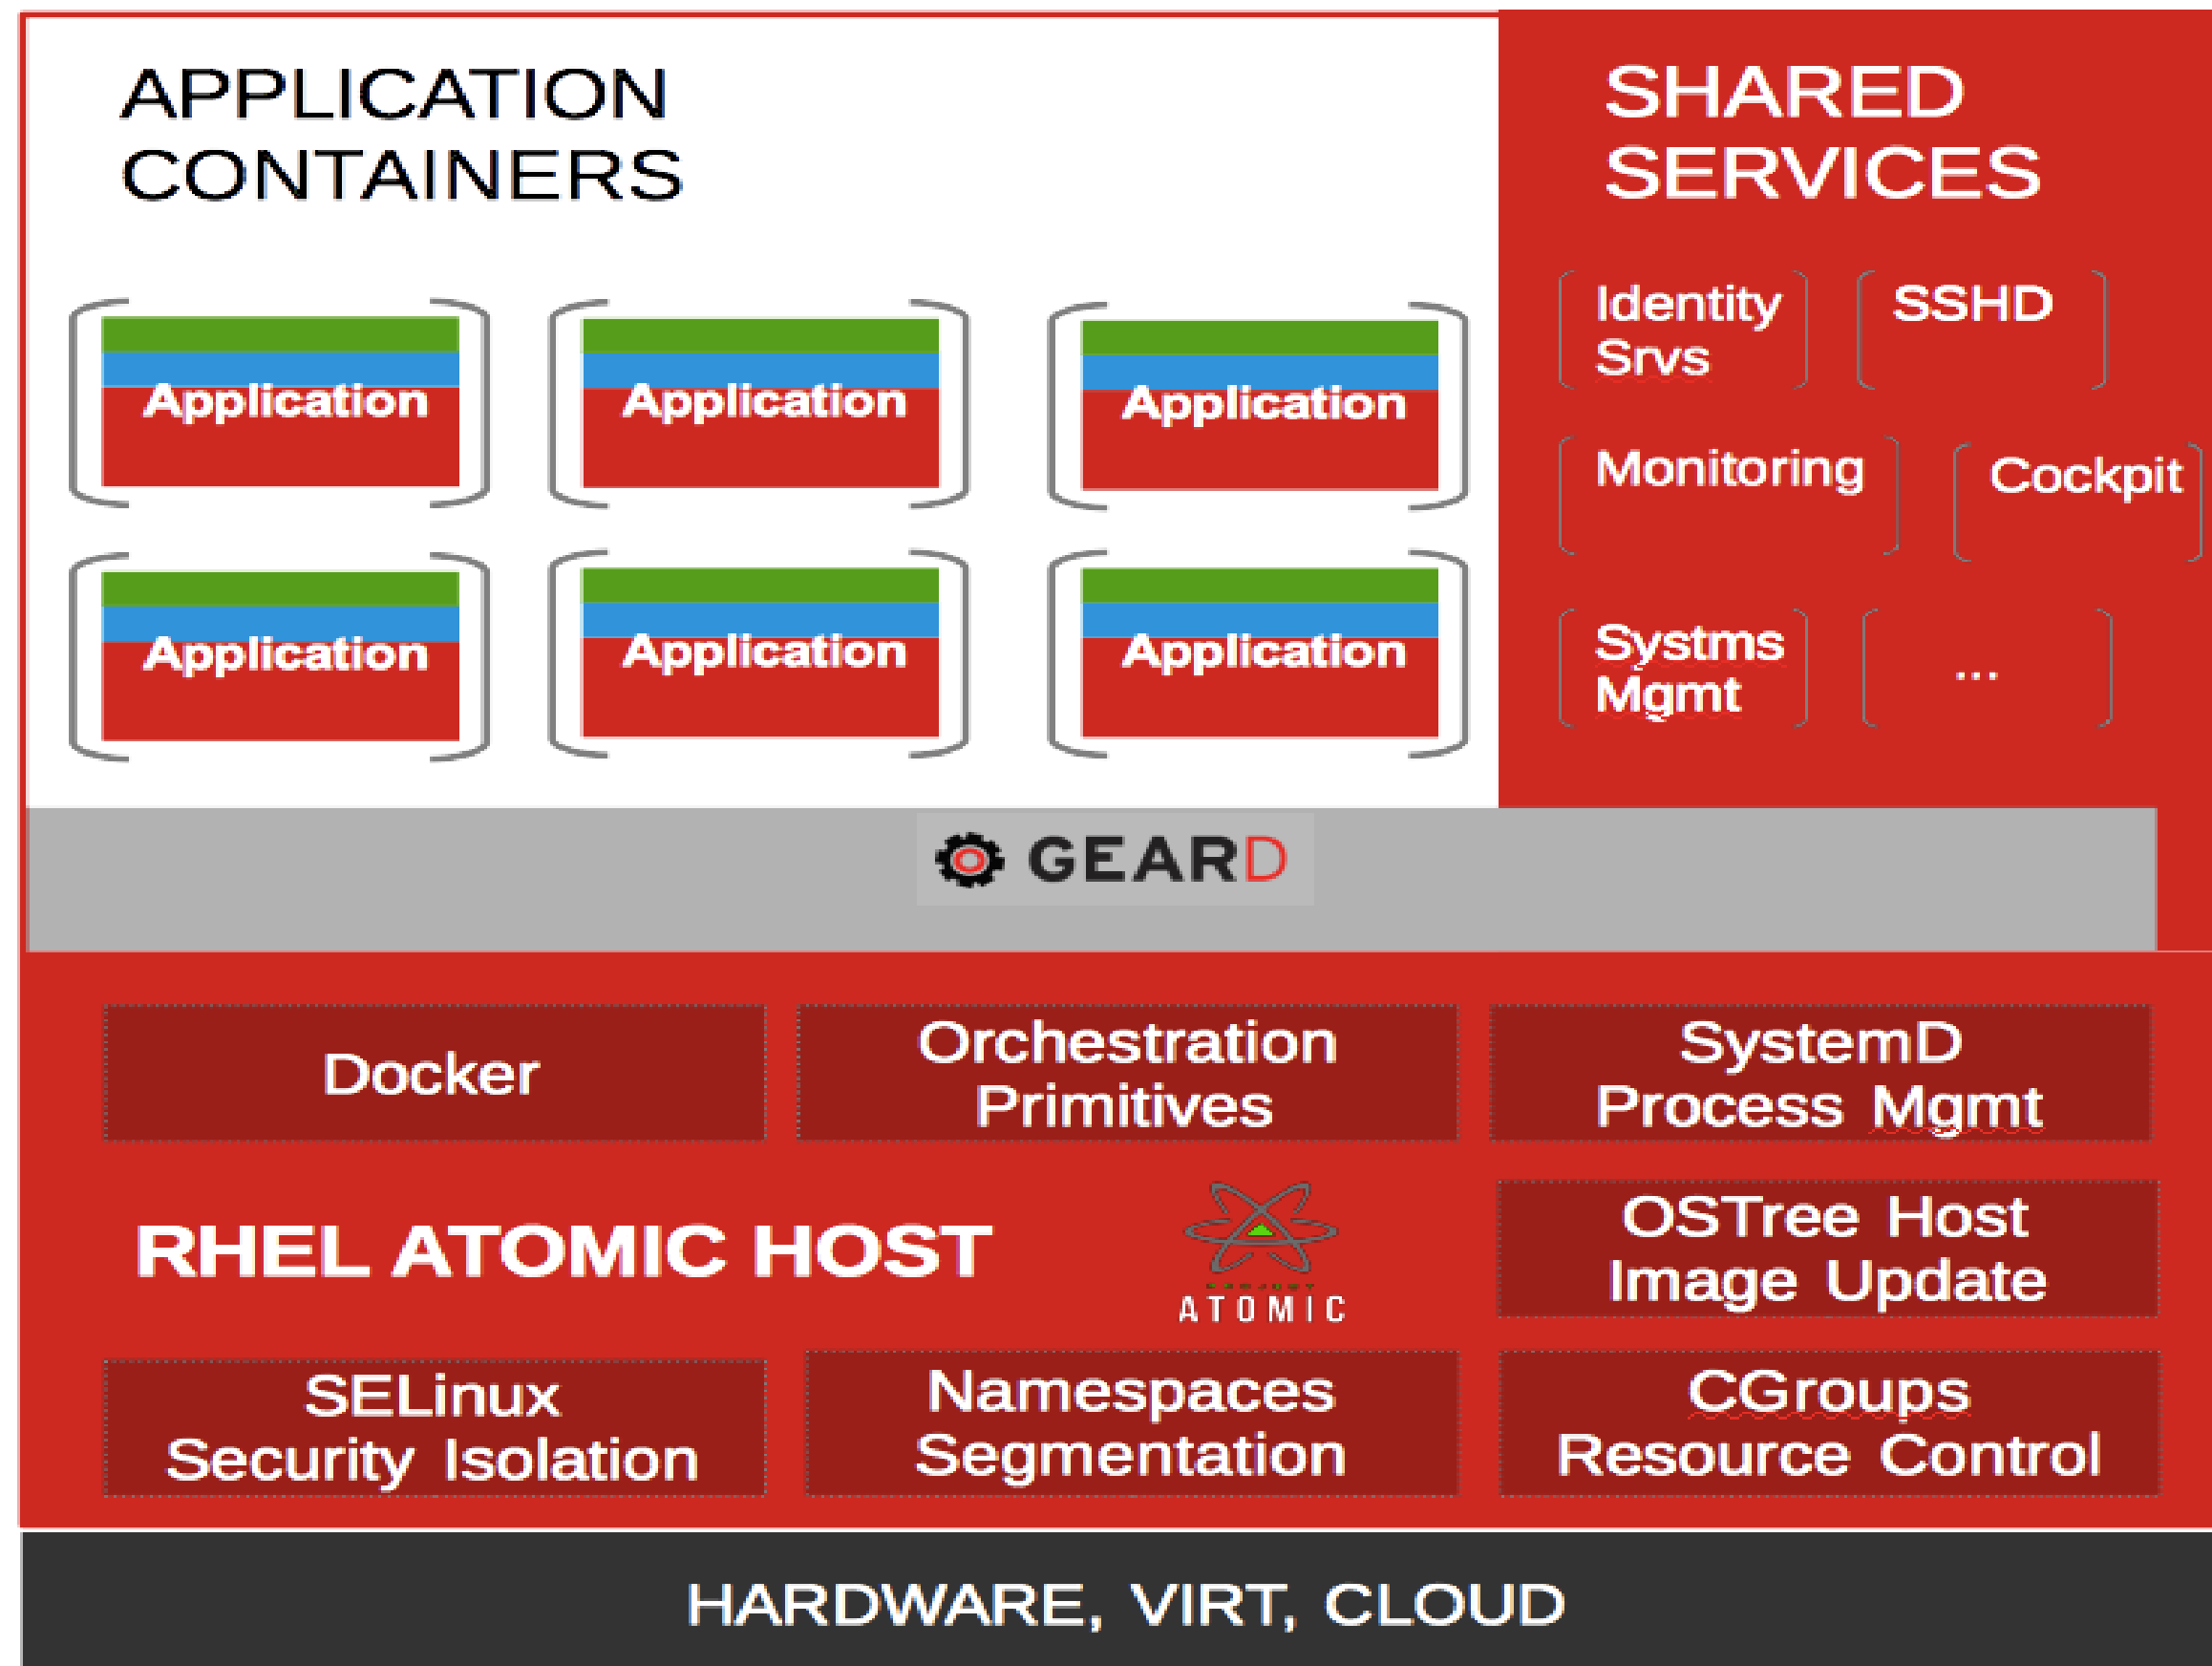 APPLICATION
CONTAINERS
SHARED
SERVICES
Application
Application
Application
Application
Application
Application
Identity
Srvs
SSHD
Monitoring
Cockpit
Systms
Mgmt
...
GEARD
Docker
Orchestration
Primitives
SystemD
Process Mgmt
RHEL ATOMIC HOST
PROJECT
ATOMIC
OSTree Host
Image Update
SELinux
Security Isolation
Namespaces
Segmentation
CGroups
Resource Control
HARDWARE, VIRT, CLOUD